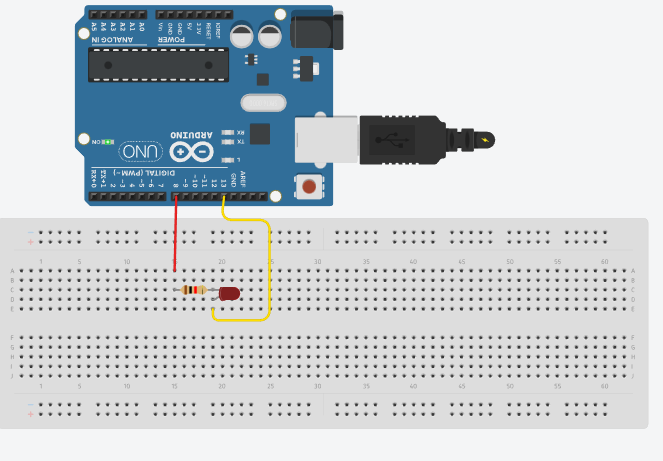 A5 A4 A3 A2 A1 A0 Vin GND GND 5V 3.3V RESET IOREF
ANALOG IN POWER
RX
TX
ARDUINO
ON
UNO
L
DIGITAL (PWM~)
RX←0 TX→1 2 ~3 4 ~5 ~6 7 8 ~9 ~10 ~11 12 13 GND AREF
-
+
1 5 10 15 20 25 30 35 40 45 50 55 60
A A
B B
C C
D D
E E
F F
G G
H H
I I
J J
1 5 10 15 20 25 30 35 40 45 50 55 60
-
+